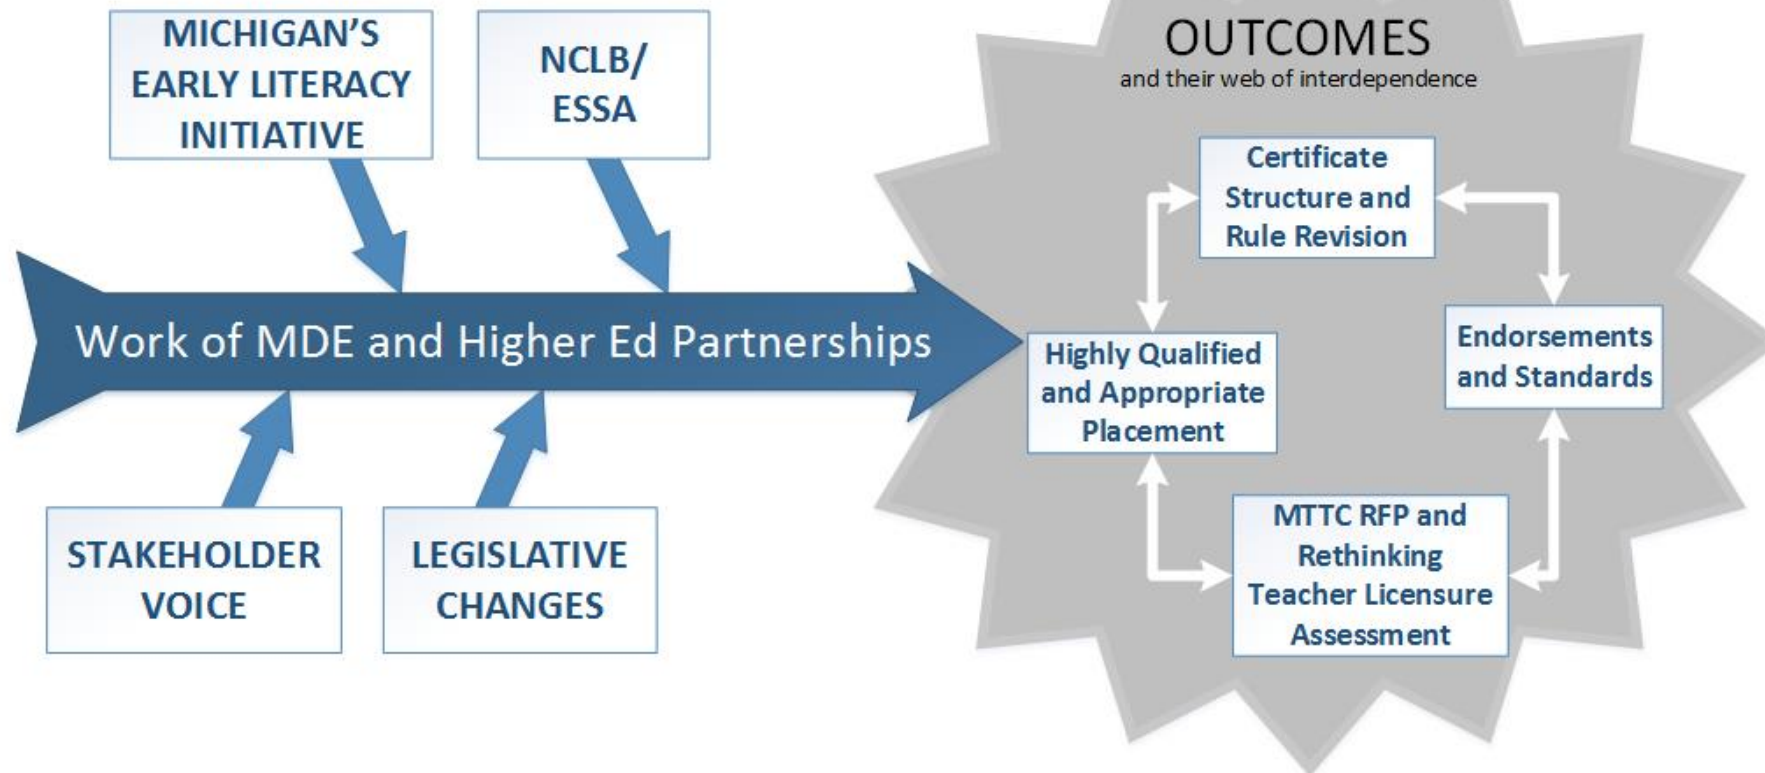 MICHIGAN'S
EARLY LITERACY
INITIATIVE
NCLB/
ESSA
Work of MDE and Higher Ed Partnerships
STAKEHOLDER
VOICE
LEGISLATIVE
CHANGES
OUTCOMES
and their web of interdependence
Certificate
Structure and
Rule Revision
Highly Qualified
and Appropriate
Placement
Endorsements
and Standards
MTTC RFP and
Rethinking
Teacher Licensure
Assessment